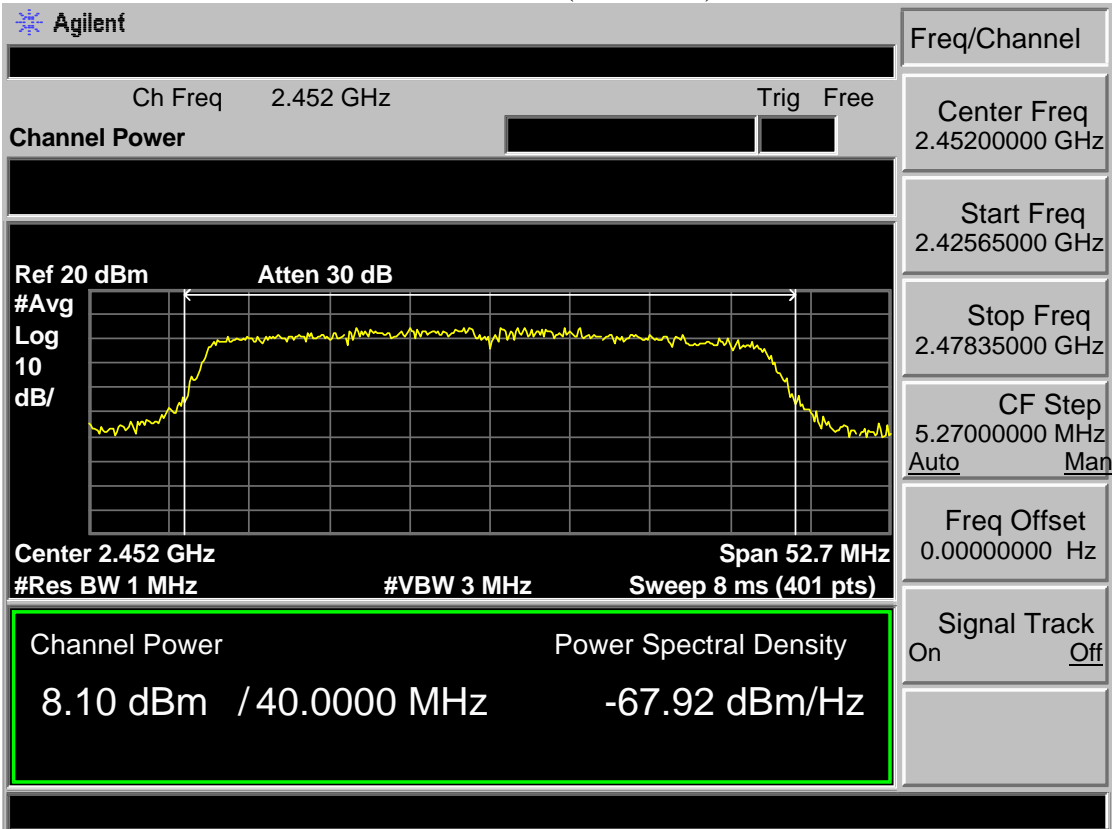 Agilent
Freq/Channel
Ch Freq 2.452 GHz Trig Free
Channel Power
Center Freq
2.45200000 GHz
Start Freq
2.42565000 GHz
Stop Freq
2.47835000 GHz
CF Step
5.27000000 MHz
Auto Man
Freq Offset
0.00000000 Hz
Signal Track
On Off
Ref 20 dBm Atten 30 dB
#Avg
Log
10
dB/
Center 2.452 GHz Span 52.7 MHz
#Res BW 1 MHz #VBW 3 MHz Sweep 8 ms (401 pts)
Channel Power Power Spectral Density
8.10 dBm / 40.0000 MHz -67.92 dBm/Hz